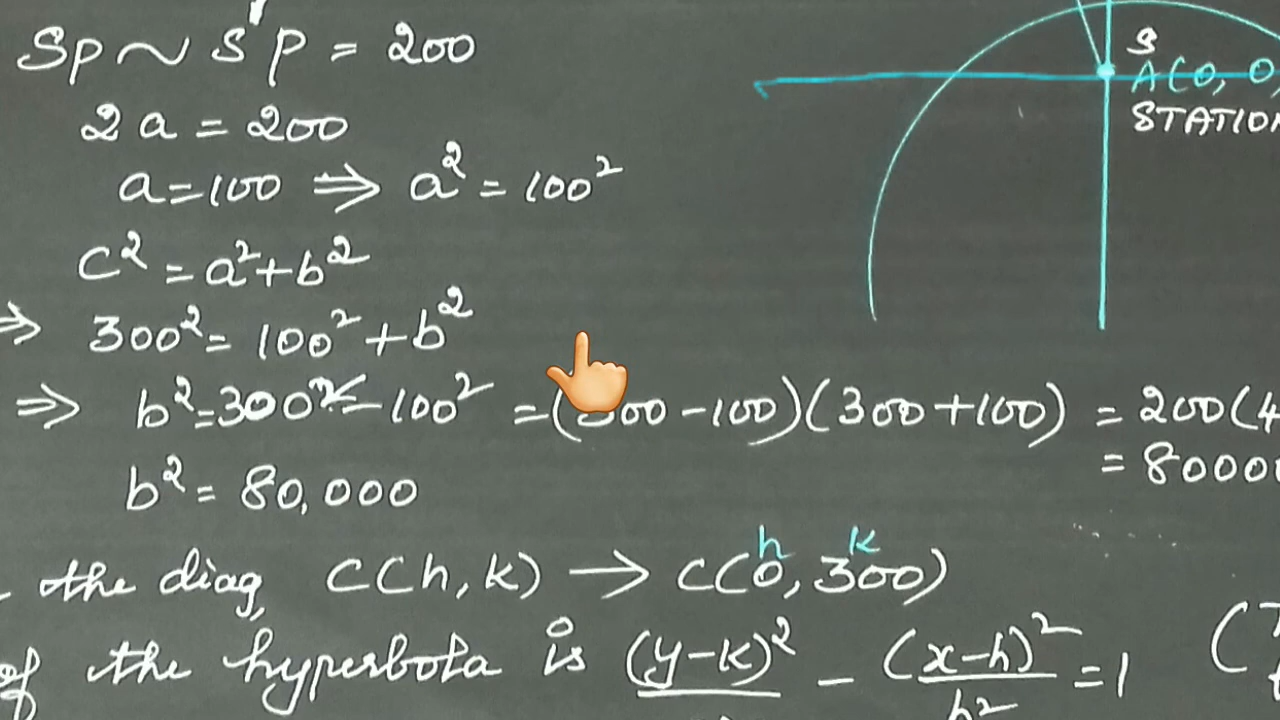 Sp ~ S'p = 200
2a = 200
a = 100 ⇒ a² = 100²
c² = a² + b²
⇒ 300² = 100² + b²
⇒ b² = 300² - 100² = (300 - 100)(300 + 100) = 200(4
= 8000
b² = 80,000
the diag, C(h, k) → C(0, 300)
h k
of the hyperbola is (y-k)² / - (x-h)² / b² = 1 (
S
A(0, 0,
STATION